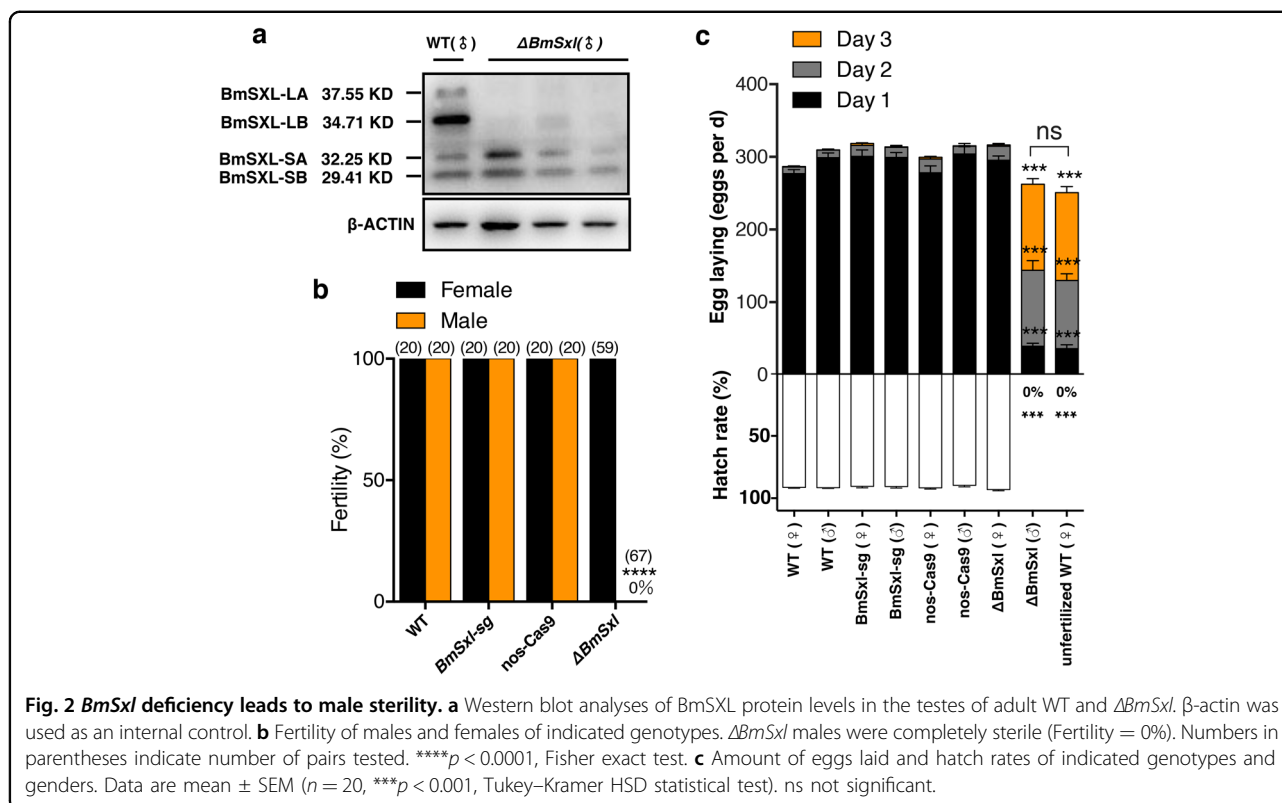 a
WT(♂) ΔBmSxl(♂)
BmSXL-LA 37.55 KD
BmSXL-LB 34.71 KD
BmSXL-SA 32.25 KD
BmSXL-SB 29.41 KD
β-ACTIN
b
Female
Male
(20) (20) (20) (20) (20) (20) (59)
(67)
****
0%
100
50
0
Fertility (%)
WT
BmSxl-sg
nos-Cas9
ΔBmSxl
c
Day 3
Day 2
Day 1
400
300
200
100
0
50
100
Egg laying (eggs per d)
Hatch rate (%)
ns
*** ***
*** ***
*** ***
0% 0%
*** ***
WT (♀)
WT (♂)
BmSxl-sg (♀)
BmSxl-sg (♂)
nos-Cas9 (♀)
nos-Cas9 (♂)
ΔBmSxl (♀)
ΔBmSxl (♂)
unfertilized WT (♀)
Fig. 2 BmSxl deficiency leads to male sterility. a Western blot analyses of BmSXL protein levels in the testes of adult WT and ΔBmSxl. β-actin was
used as an internal control. b Fertility of males and females of indicated genotypes. ΔBmSxl males were completely sterile (Fertility = 0%). Numbers in
parentheses indicate number of pairs tested. ****p < 0.0001, Fisher exact test. c Amount of eggs laid and hatch rates of indicated genotypes and
genders. Data are mean ± SEM (n = 20, ***p < 0.001, Tukey–Kramer HSD statistical test). ns not significant.